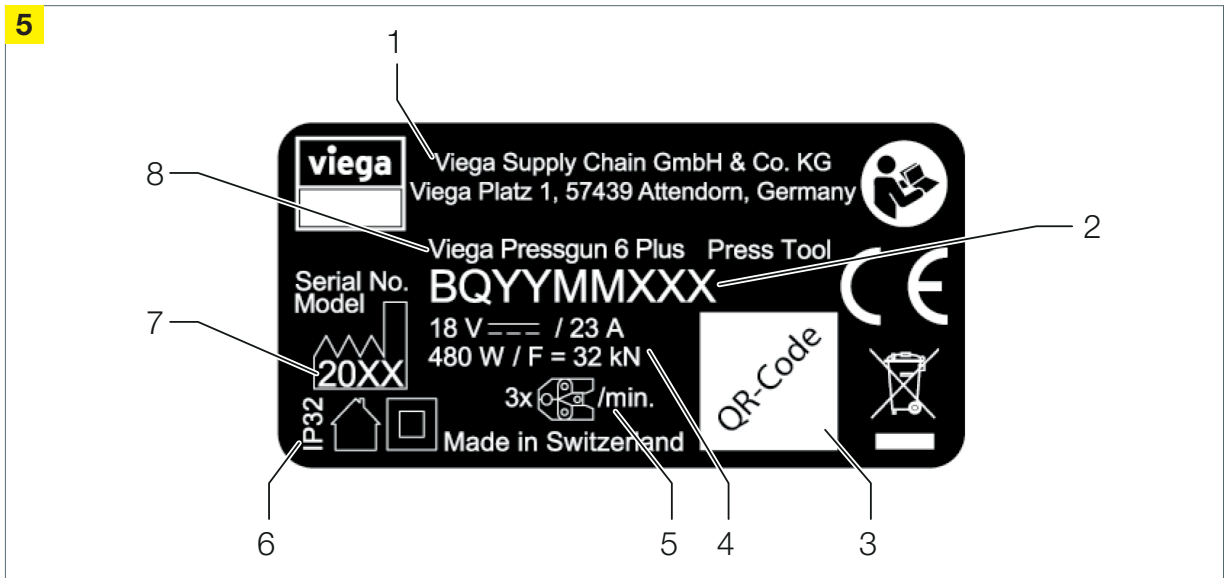 5
1
viega
Viega Supply Chain GmbH & Co. KG
Viega Platz 1, 57439 Attendorn, Germany
8
2
Viega Pressgun 6 Plus Press Tool
Serial No.
Model
BQYYMMXXX
CE
7
18 V / 23 A
480 W / F = 32 kN
20XX
QR-Code
3x /min.
IP32
Made in Switzerland
6
5
4
3